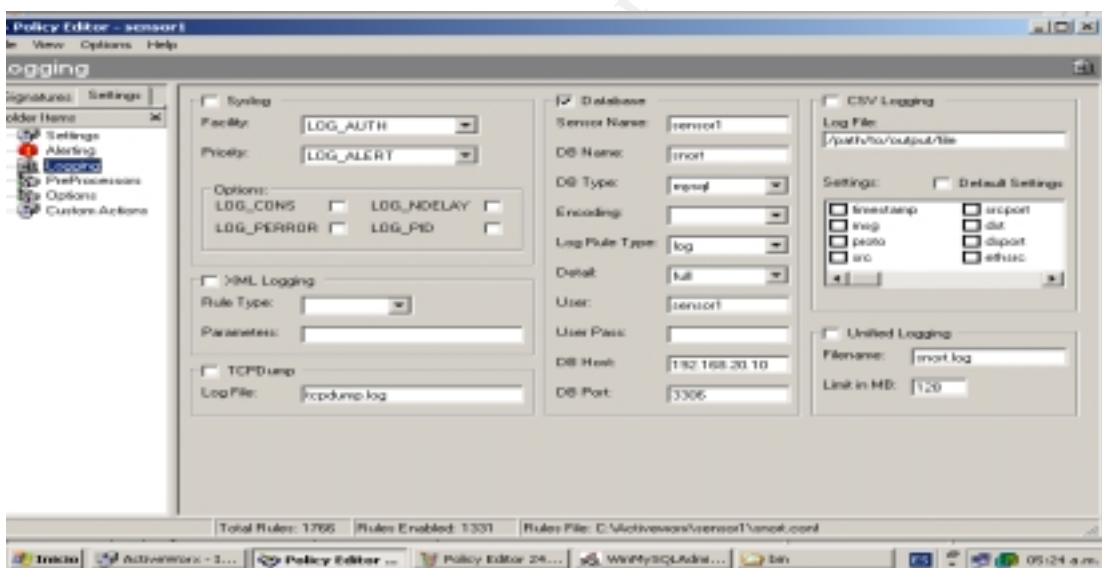 Policy Editor - sensor1
View Options Help
ogging
Signatures Settings
older Items
Settings
Alerting
Logging
PreProcessors
Options
Custom Actions
Syslog
Facility: LOG_AUTH
Priority: LOG_ALERT
Options:
LOG_CONS LOG_NDELAY
LOG_PERROR LOG_PID
XML Logging
Rule Type:
Parameters:
TCPDump
Log File: tcpdump.log
Database
Sensor Name: sensor1
DB Name: snort
DB Type: mysql
Encoding:
Log Rule Type: log
Detail: full
User: sensor1
User Pass:
DB Host: 192.168.20.10
DB Port: 3306
CSV Logging
Log File:
/path/to/output/file
Settings: Default Settings
timestamp srcport
msg dst
proto dsport
src ethsrc
Unified Logging
Filename: snort.log
Limit in MB: 128
Total Rules: 1766 Rules Enabled: 1331 Rules File: C:\Activeworx\sensor1\snort.conf
Inicio ActiveWorx - I... Policy Editor ... Policy Editor 24... WinMySQLAdmi... bin ES 05:24 a.m.